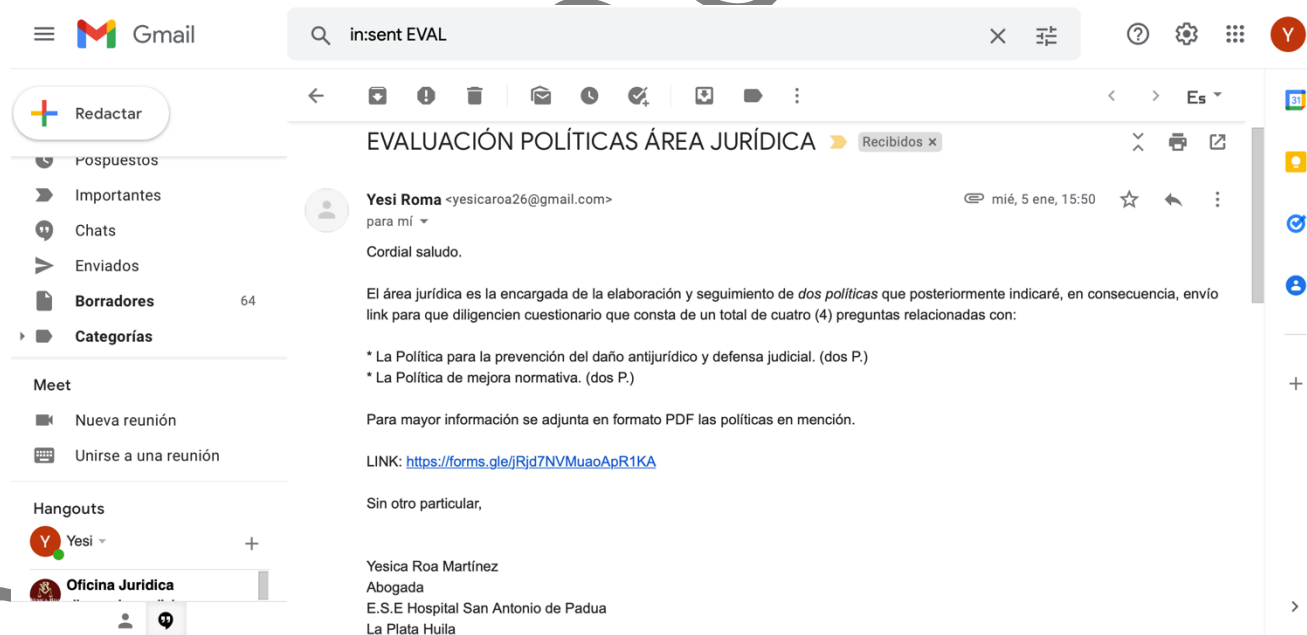 Gmail
in:sent EVAL
Y
Redactar
Es
31
Pospuestos
Importantes
Chats
Enviados
Borradores 64
Categorías
Meet
Nueva reunión
Unirse a una reunión
Hangouts
Y Yesi
Oficina Juridica
EVALUACIÓN POLÍTICAS ÁREA JURÍDICA Recibidos ×
Yesi Roma <yesicaroa26@gmail.com> mié, 5 ene, 15:50
para mí
Cordial saludo.
El área jurídica es la encargada de la elaboración y seguimiento de dos políticas que posteriormente indicaré, en consecuencia, envío
link para que diligencien cuestionario que consta de un total de cuatro (4) preguntas relacionadas con:
* La Política para la prevención del daño antijurídico y defensa judicial. (dos P.)
* La Política de mejora normativa. (dos P.)
Para mayor información se adjunta en formato PDF las políticas en mención.
LINK: https://forms.gle/jRjd7NVMuaoApR1KA
Sin otro particular,
Yesica Roa Martínez
Abogada
E.S.E Hospital San Antonio de Padua
La Plata Huila